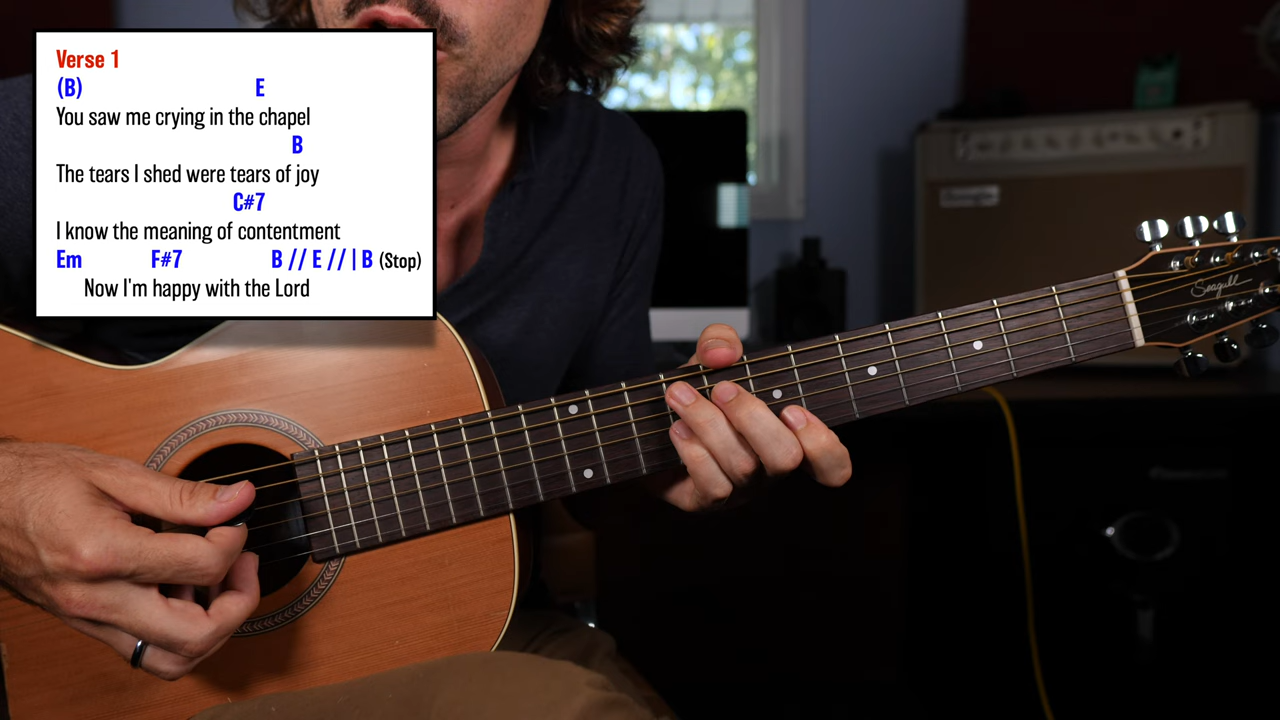 Verse 1
(B) E
You saw me crying in the chapel
B
The tears I shed were tears of joy
C#7
I know the meaning of contentment
Em F#7 B // E // | B (Stop)
Now I'm happy with the Lord
Seagull